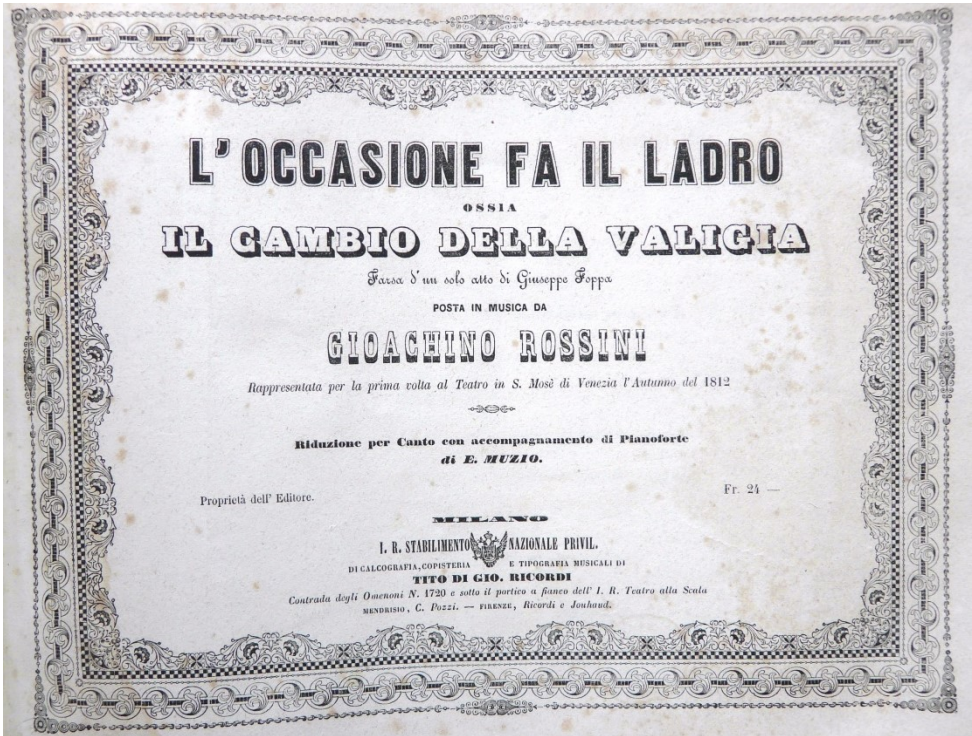 L'OCCASIONE FA IL LADRO
OSSIA
IL CAMBIO DELLA VALIGIA
Farsa d'un solo atto di Giuseppe Foppa
POSTA IN MUSICA DA
GIOACHINO ROSSINI
Rappresentata per la prima volta al Teatro in S. Mosè di Venezia l'Autunno del 1812
Riduzione per Canto con accompagnamento di Pianoforte
di E. MUZIO.
Proprietà dell' Editore.
Fr. 24 —
MILANO
I. R. STABILIMENTO NAZIONALE PRIVIL.
DI CALCOGRAFIA, COPISTERIA E TIPOGRAFIA MUSICALI DI
TITO DI GIO. RICORDI
Contrada degli Omenoni N. 1720 e sotto il portico a fianco dell' I. R. Teatro alla Scala
MENDRISIO, C. Pozzi. — FIRENZE, Ricordi e Jouhaud.